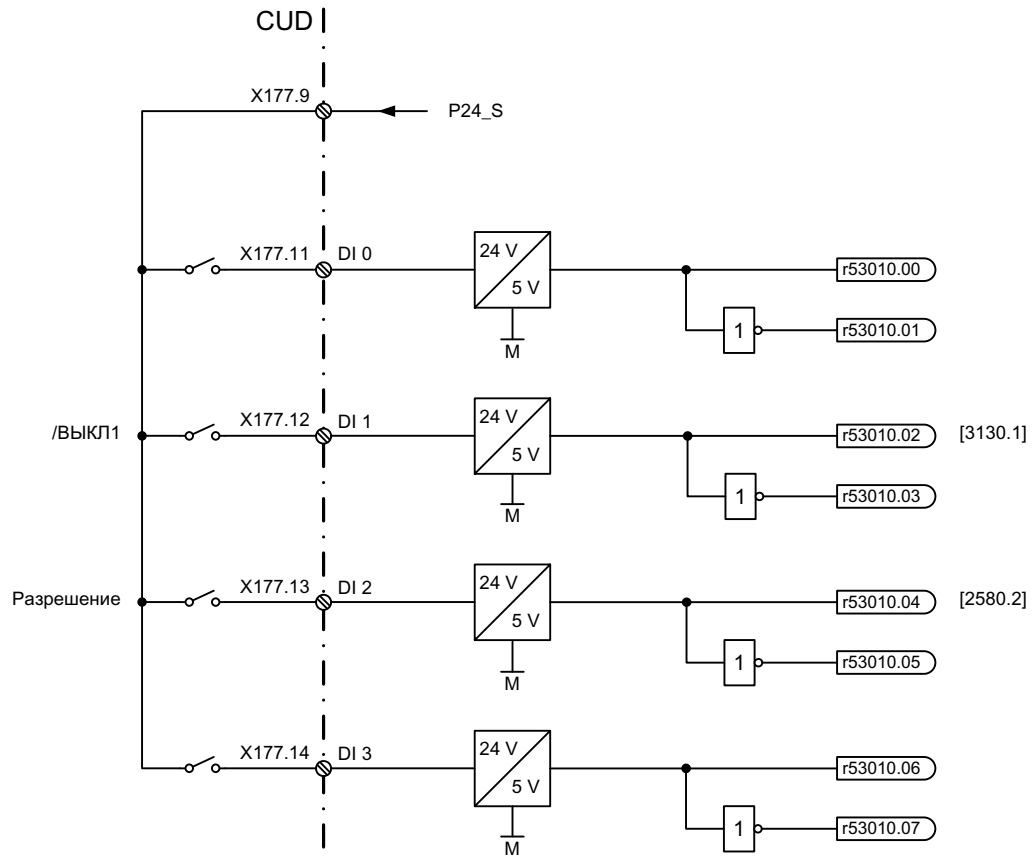 CUD
X177.9
P24_S
X177.11 DI 0
24 V
5 V
M
r53010.00
1
r53010.01
/ВЫКЛ1
X177.12 DI 1
24 V
5 V
M
r53010.02 [3130.1]
1
r53010.03
Разрешение
X177.13 DI 2
24 V
5 V
M
r53010.04 [2580.2]
1
r53010.05
X177.14 DI 3
24 V
5 V
M
r53010.06
1
r53010.07